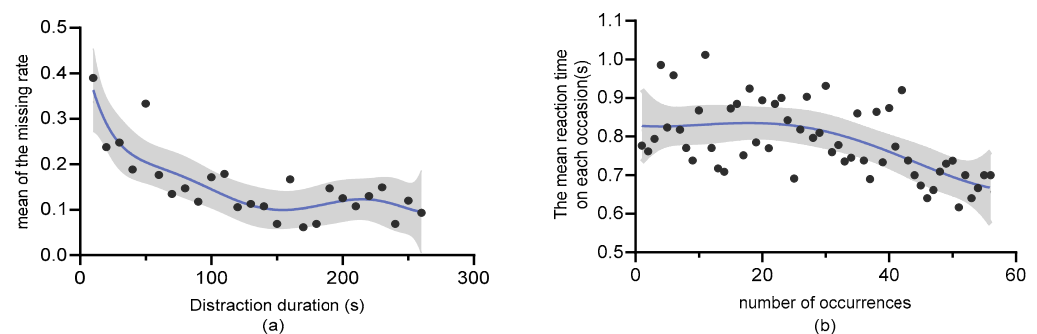 0.5
0.4
0.3
0.2
0.1
0.0
mean of the missing rate
0 100 200 300
Distraction duration (s)
(a)
1.1
1.0
0.9
0.8
0.7
0.6
0.5
The mean reaction time
on each occasion(s)
0 20 40 60
number of occurrences
(b)